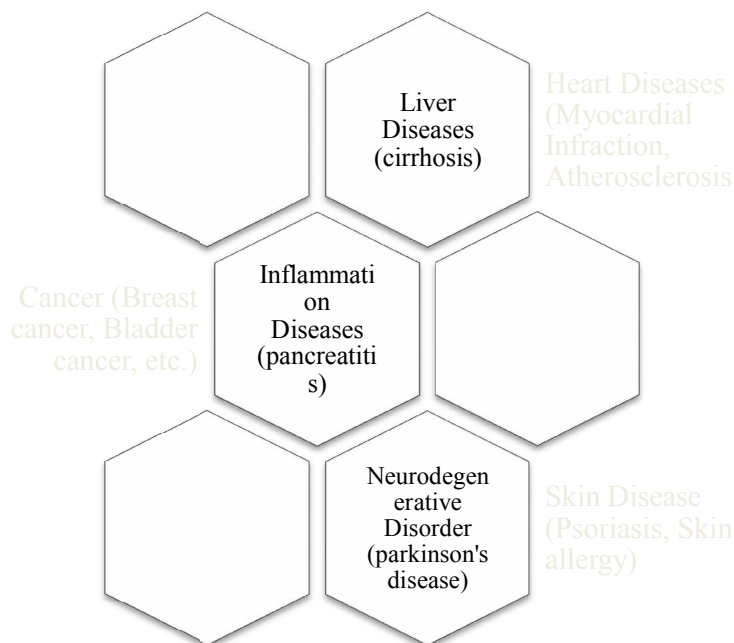 Liver
Diseases
(cirrhosis)
Heart Diseases
(Myocardial
Infraction,
Atherosclerosis
Cancer (Breast
cancer, Bladder
cancer, etc.)
Inflammati
on
Diseases
(pancreatiti
s)
Neurodegen
erative
Disorder
(parkinson's
disease)
Skin Disease
(Psoriasis, Skin
allergy)